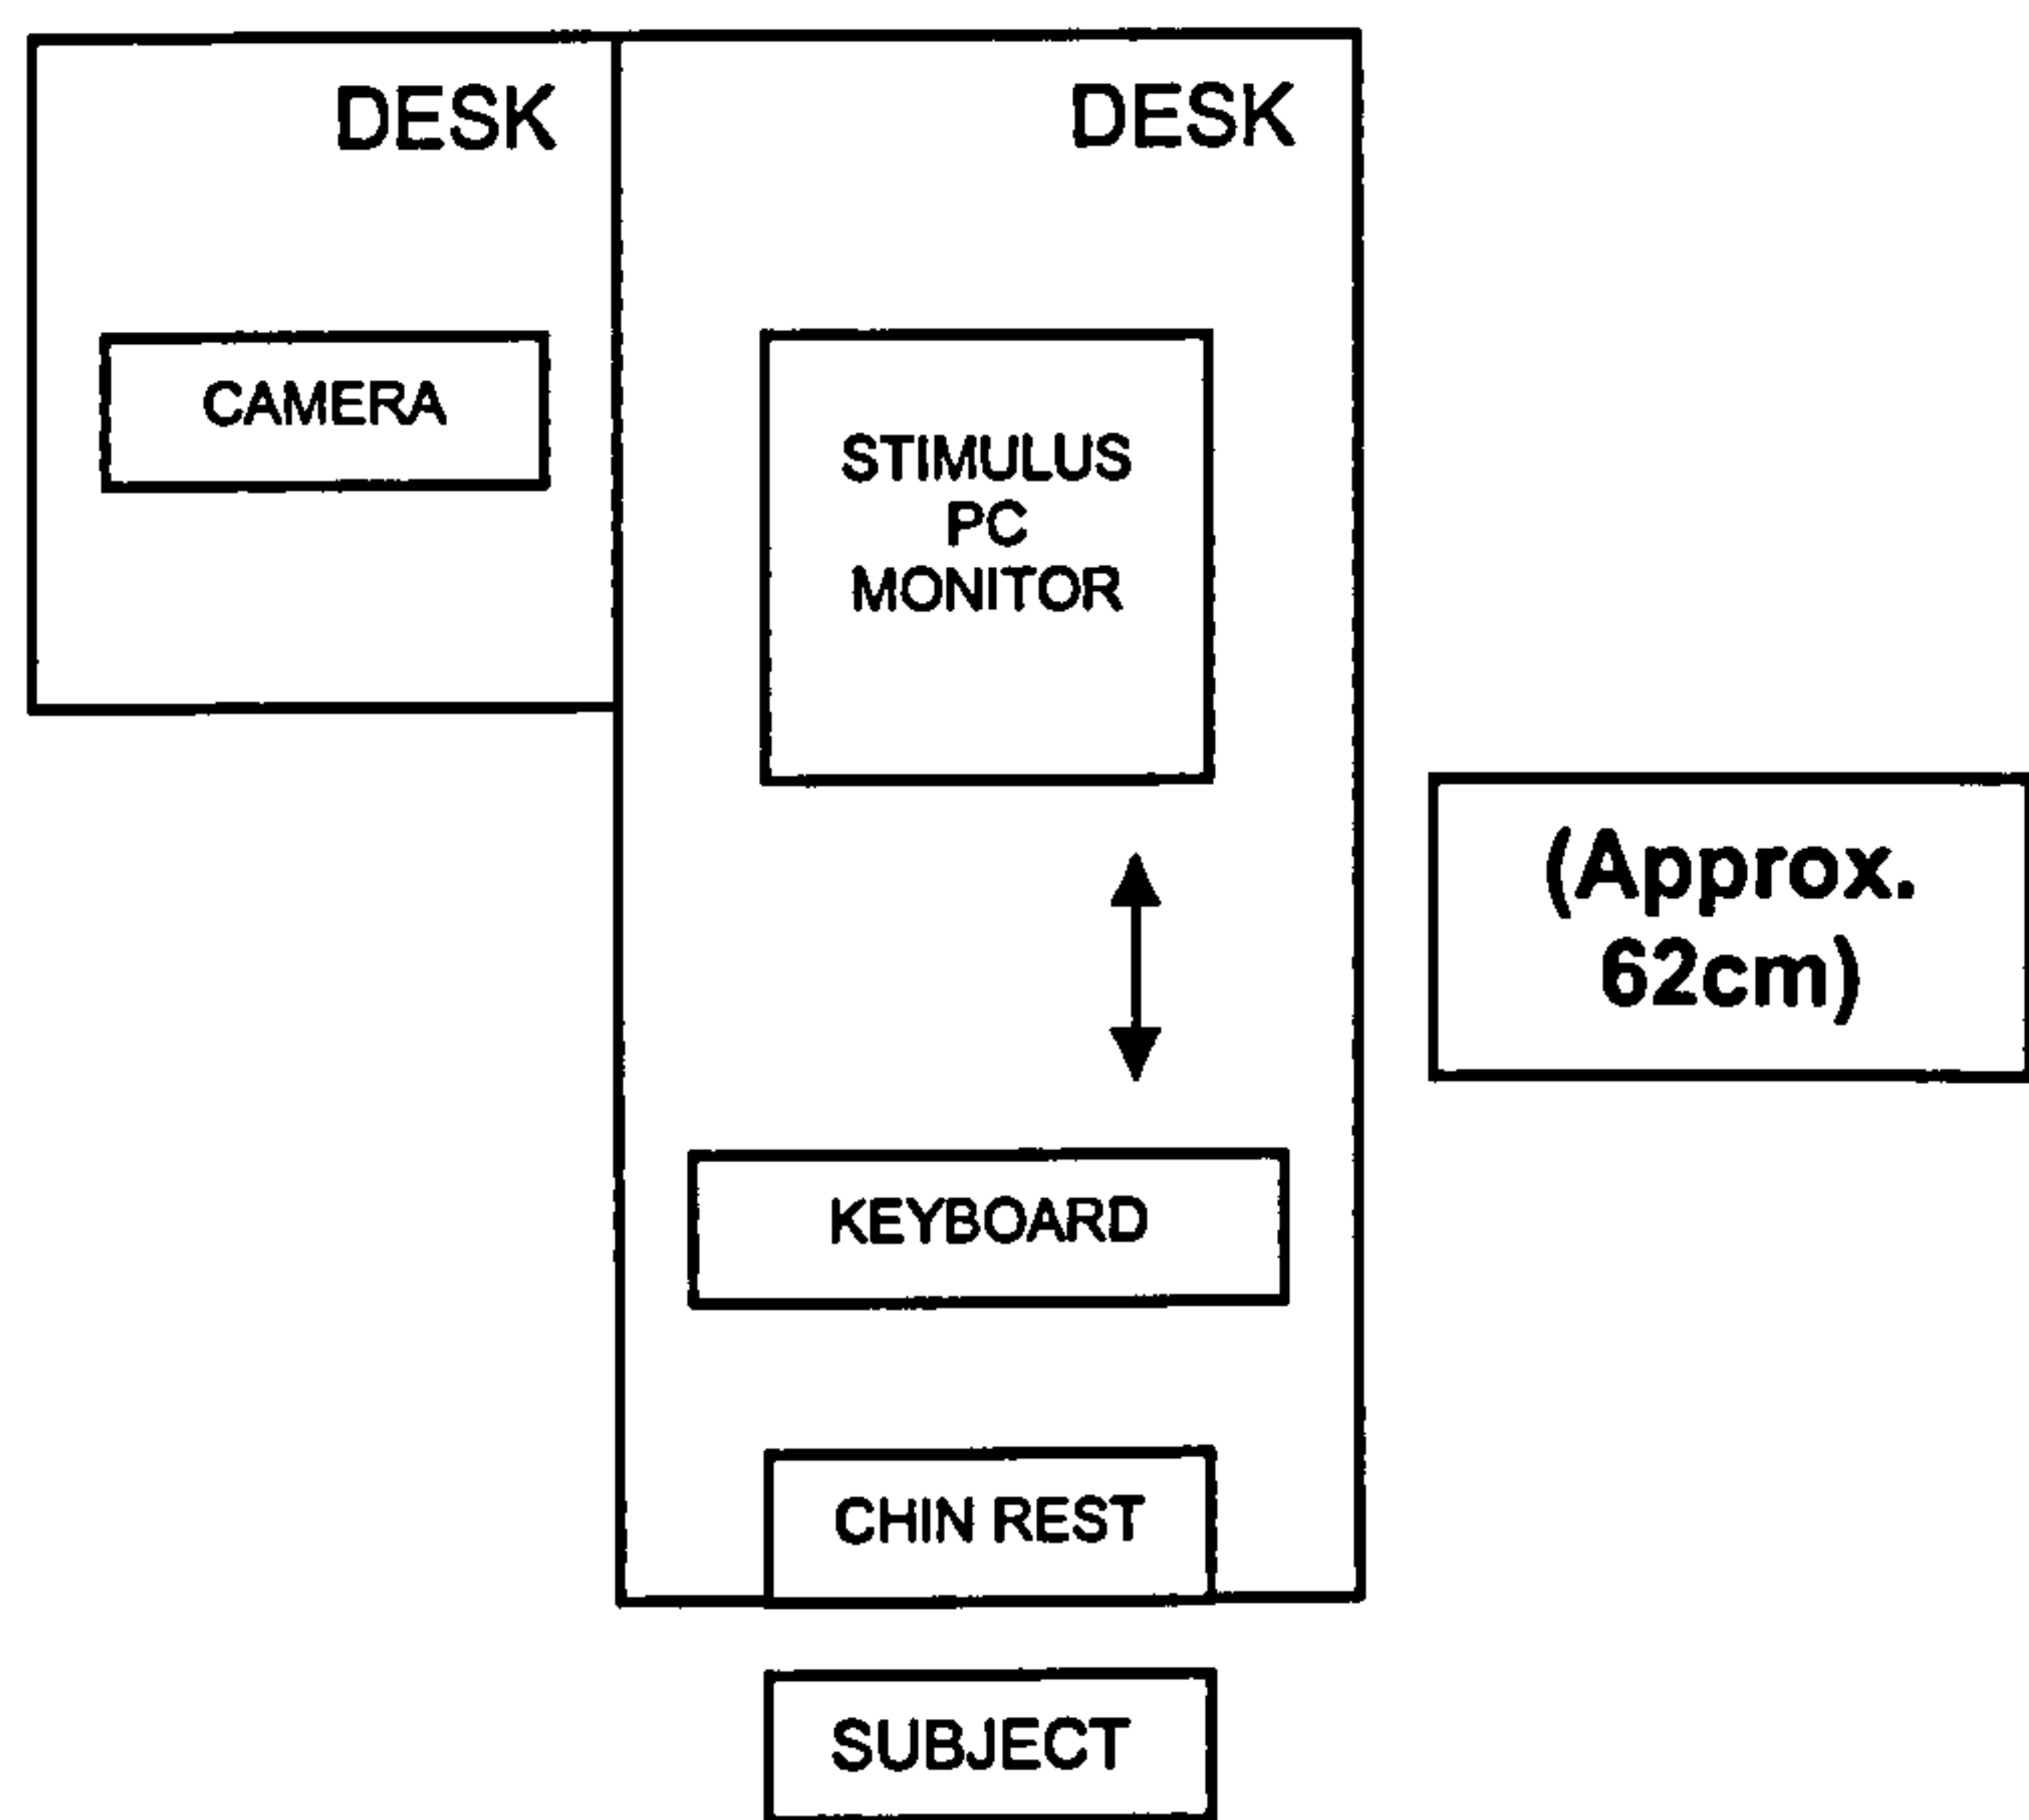 DESK
DESK
CAMERA
STIMULUS
PC
MONITOR
(Approx.
62cm)
KEYBOARD
CHIN REST
SUBJECT